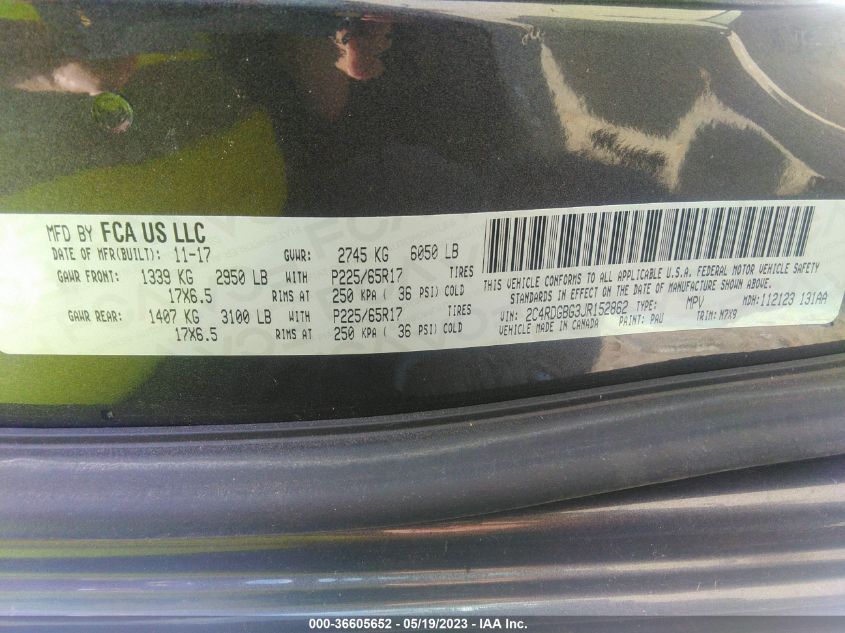 MFD BY FCA US LLC
DATE OF MFR(BUILT): 11-17 GVWR: 2745 KG 6050 LB
GAWR FRONT: 1339 KG 2950 LB WITH P225/65R17 TIRES
17X6.5 RIMS AT 250 KPA ( 36 PSI) COLD
GAWR REAR: 1407 KG 3100 LB WITH P225/65R17 TIRES
17X6.5 RIMS AT 250 KPA ( 36 PSI) COLD
THIS VEHICLE CONFORMS TO ALL APPLICABLE U.S.A. FEDERAL MOTOR VEHICLE SAFETY
STANDARDS IN EFFECT ON THE DATE OF MANUFACTURE SHOWN ABOVE.
VIN: 2C4RDGBG3JR152862 TYPE: MPV MDH: 112123 131AA
VEHICLE MADE IN CANADA PAINT: PAU TRIM: M7X9
000-36605652 - 05/19/2023 - IAA Inc.